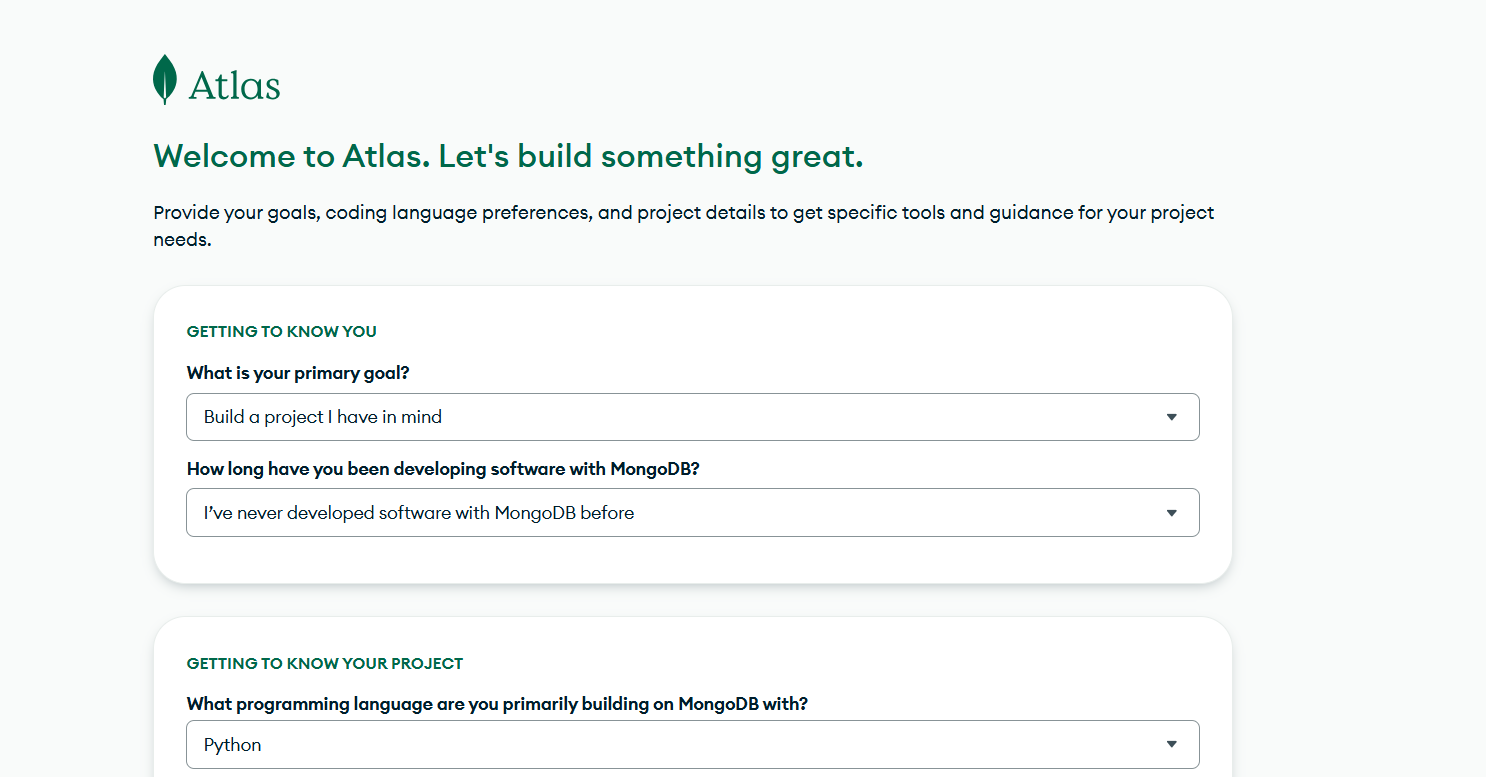 Atlas
Welcome to Atlas. Let's build something great.
Provide your goals, coding language preferences, and project details to get specific tools and guidance for your project
needs.
GETTING TO KNOW YOU
What is your primary goal?
Build a project I have in mind
How long have you been developing software with MongoDB?
I’ve never developed software with MongoDB before
GETTING TO KNOW YOUR PROJECT
What programming language are you primarily building on MongoDB with?
Python